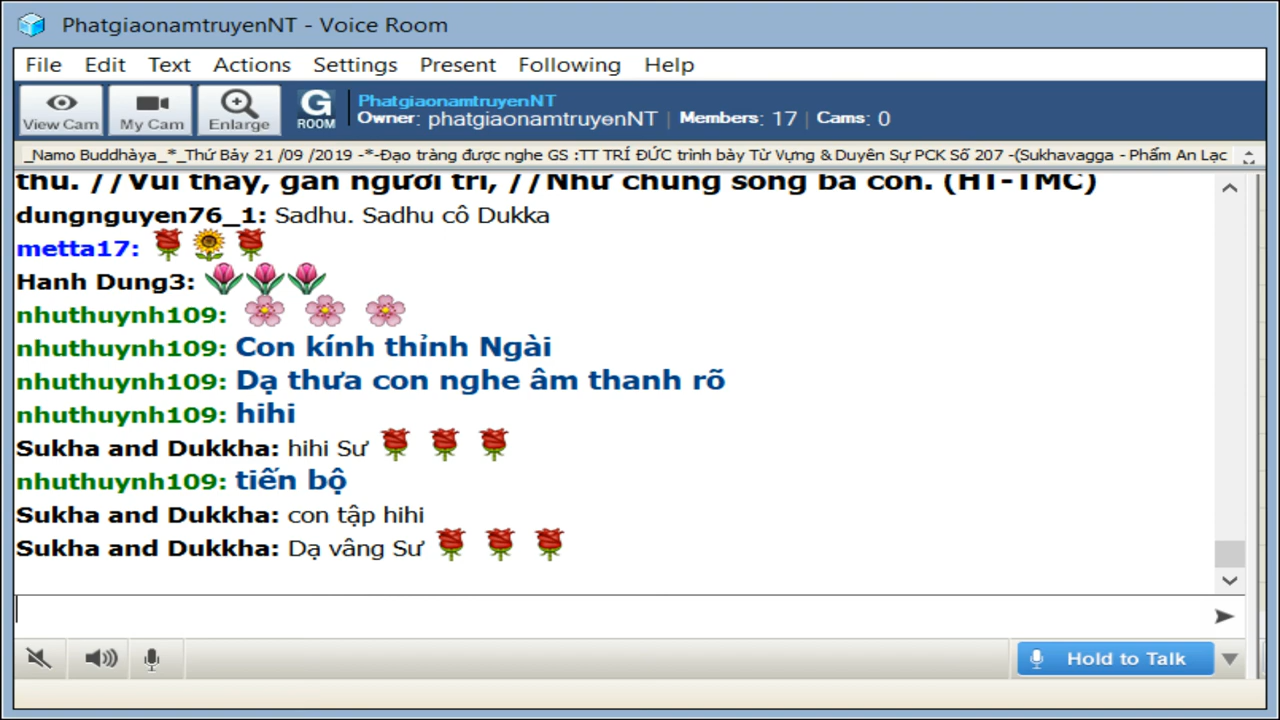 PhatgiaonamtruyenNT - Voice Room
File Edit Text Actions Settings Present Following Help
View Cam My Cam Enlarge G ROOM
PhatgiaonamtruyenNT
Owner: phatgiaonamtruyenNT | Members: 17 | Cams: 0
_Namo Buddhàya_*_Thứ Bảy 21 /09 /2019 -*-Đạo tràng được nghe GS :TT TRÍ ĐỨC trình bày Từ Vựng & Duyên Sự PCK Số 207 -(Sukhavagga - Phẩm An Lạc
thù. //Vui thay, gần người trí, //Như chung sống bà con. (HT-TMC)
dungnguyen76_1: Sadhu. Sadhu cô Dukka
metta17:
Hanh Dung3:
nhuthuynh109:
nhuthuynh109: Con kính thỉnh Ngài
nhuthuynh109: Dạ thưa con nghe âm thanh rõ
nhuthuynh109: hihi
Sukha and Dukkha: hihi Sư
nhuthuynh109: tiến bộ
Sukha and Dukkha: con tập hihi
Sukha and Dukkha: Dạ vâng Sư
Hold to Talk